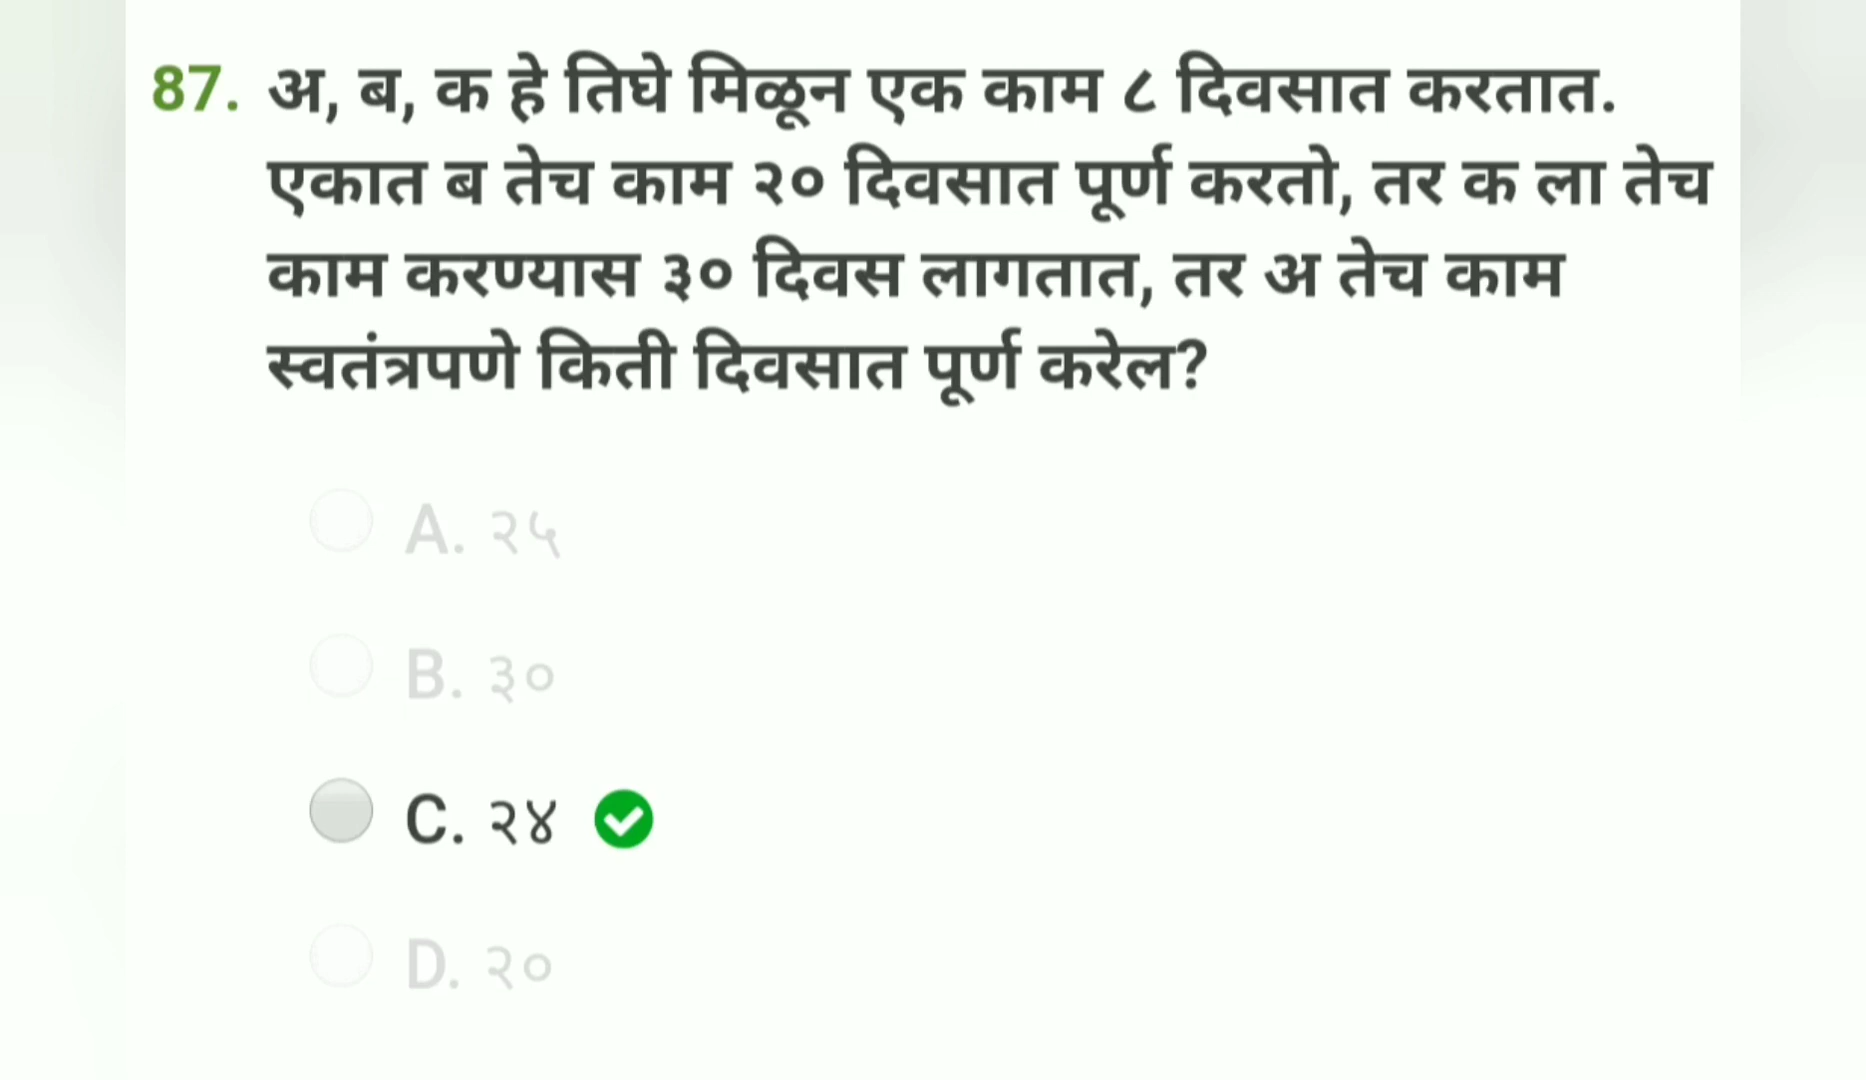 87. अ, ब, क हे तिघे मिळून एक काम ८ दिवसात करतात.
एकात ब तेच काम २० दिवसात पूर्ण करतो, तर क ला तेच
काम करण्यास ३० दिवस लागतात, तर अ तेच काम
स्वतंत्रपणे किती दिवसात पूर्ण करेल?
A. २५
B. ३०
C. २४
D. २०